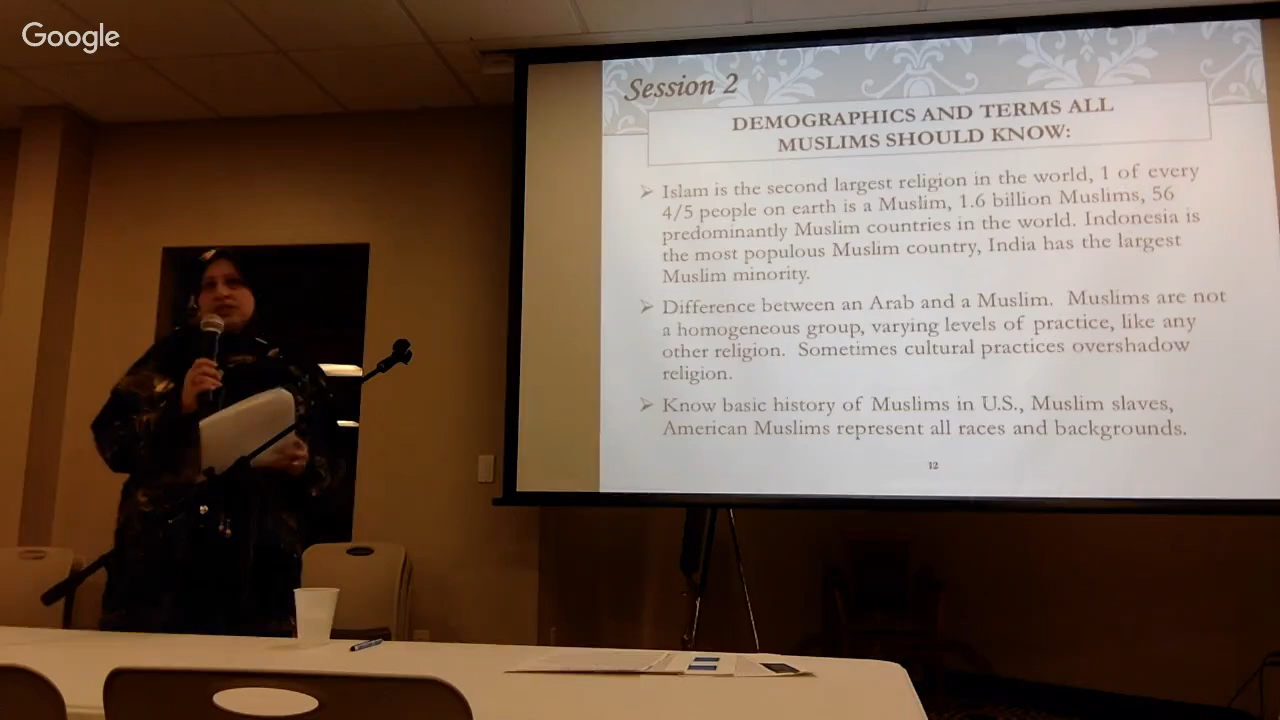 Google
Session 2
DEMOGRAPHICS AND TERMS ALL
MUSLIMS SHOULD KNOW:
➢ Islam is the second largest religion in the world, 1 of every
4/5 people on earth is a Muslim, 1.6 billion Muslims, 56
predominantly Muslim countries in the world. Indonesia is
the most populous Muslim country, India has the largest
Muslim minority.
➢ Difference between an Arab and a Muslim. Muslims are not
a homogeneous group, varying levels of practice, like any
other religion. Sometimes cultural practices overshadow
religion.
➢ Know basic history of Muslims in U.S., Muslim slaves,
American Muslims represent all races and backgrounds.
12